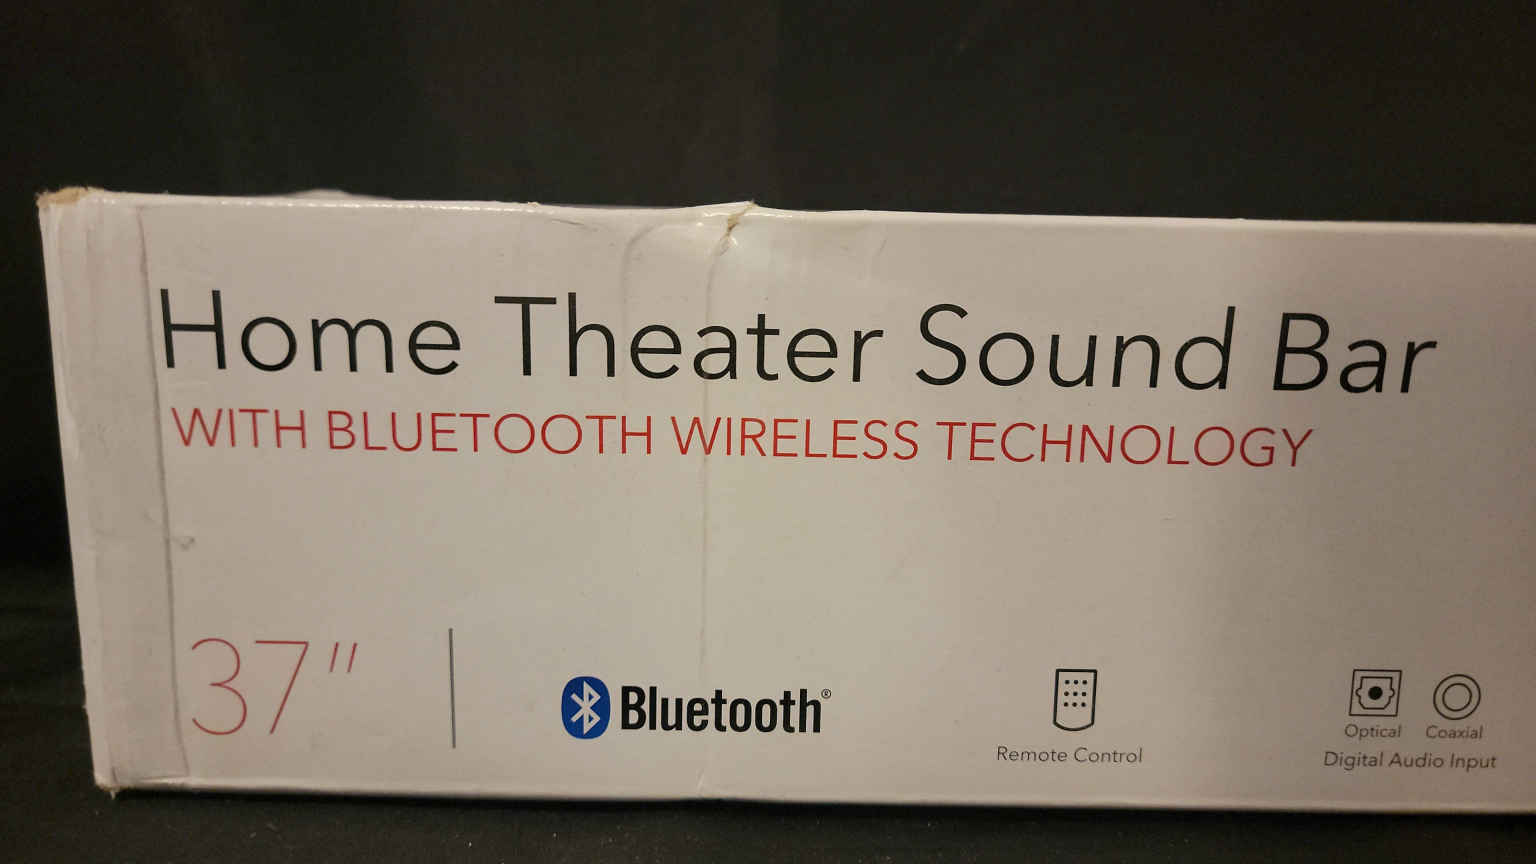 Home Theater Sound Bar
WITH BLUETOOTH WIRELESS TECHNOLOGY
37"
Bluetooth®
Remote Control
Optical Coaxial
Digital Audio Input